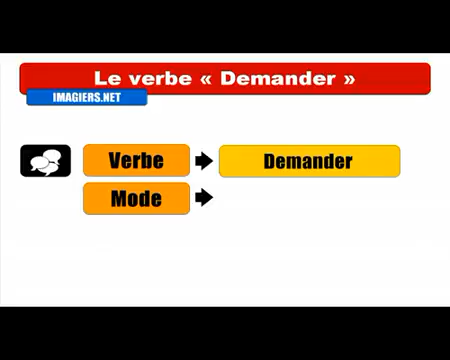 Le verbe « Demander »
IMAGIERS.NET
Verbe Demander
Mode